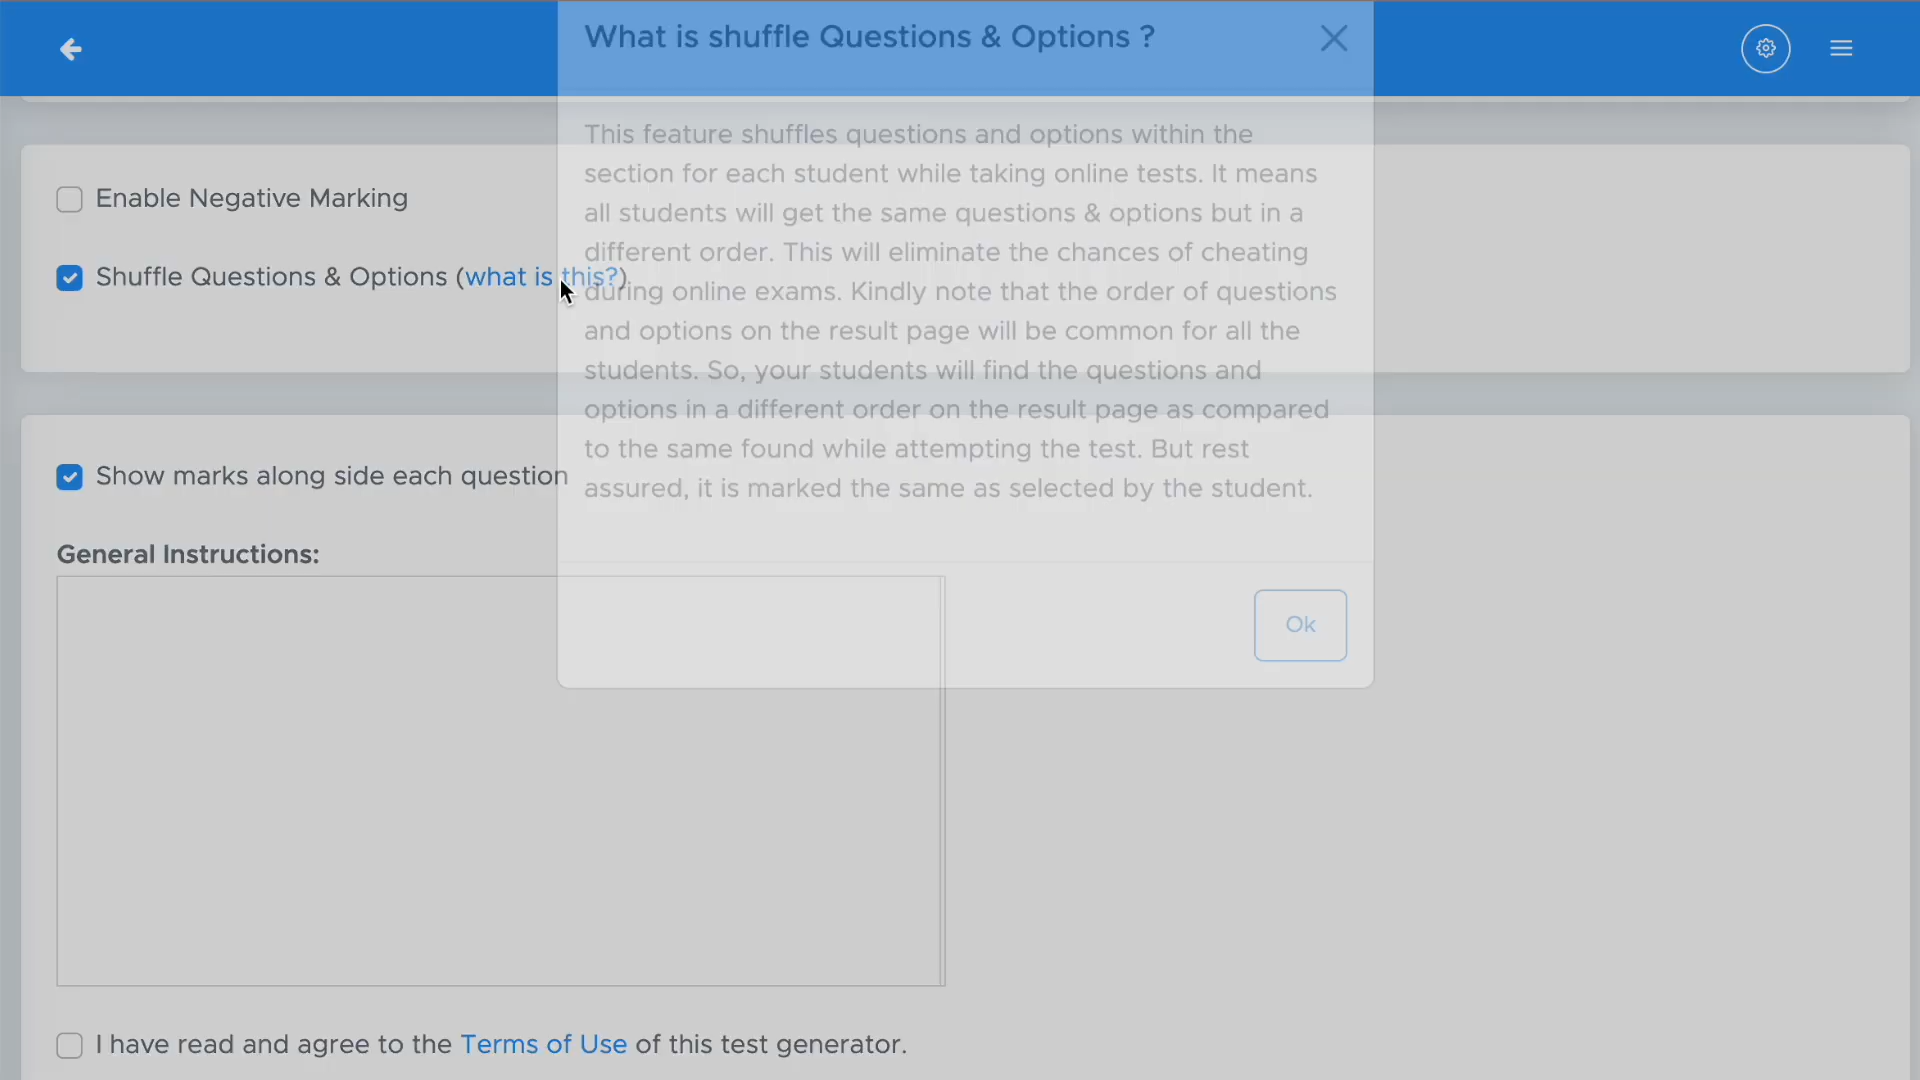 What is shuffle Questions & Options ?
This feature shuffles questions and options within the
section for each student while taking online tests. It means
all students will get the same questions & options but in a
different order. This will eliminate the chances of cheating
during online exams. Kindly note that the order of questions
and options on the result page will be common for all the
students. So, your students will find the questions and
options in a different order on the result page as compared
to the same found while attempting the test. But rest
assured, it is marked the same as selected by the student.
Ok
Enable Negative Marking
Shuffle Questions & Options (what is this?)
Show marks along side each question
General Instructions:
I have read and agree to the Terms of Use of this test generator.